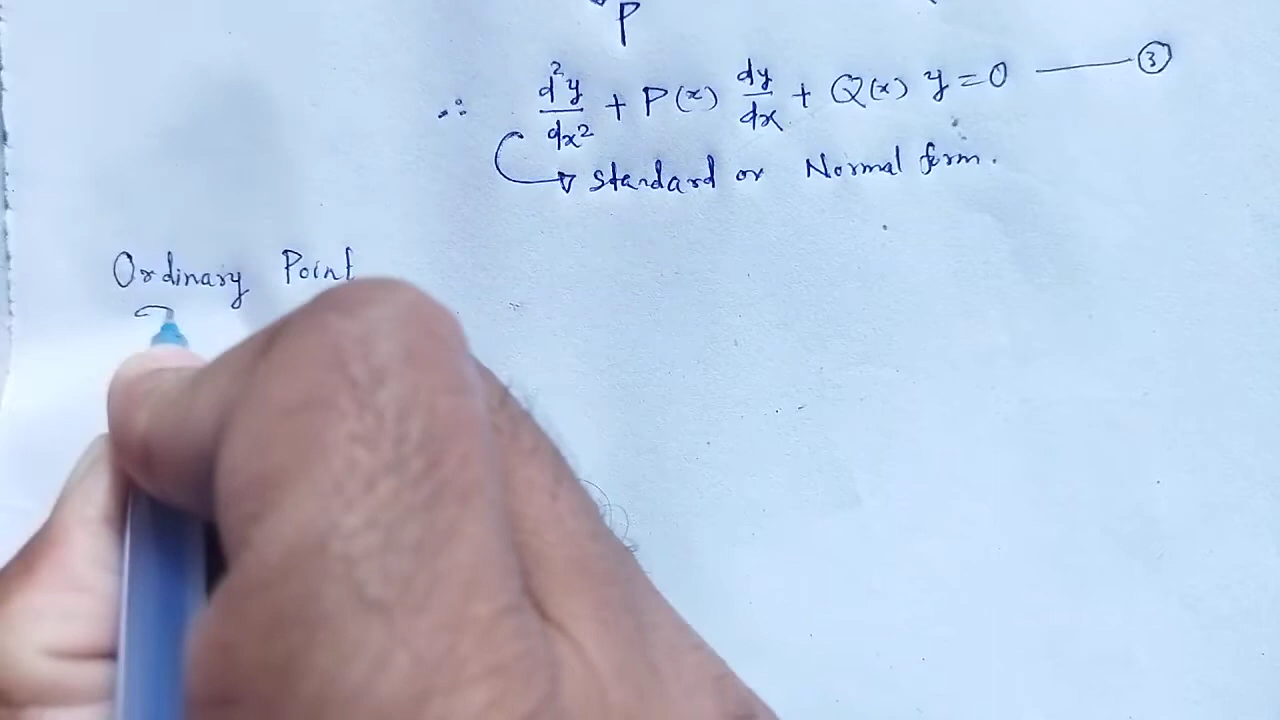 P
∴ d²y/dx² + P(x) dy/dx + Q(x) y = 0 —— ③
↳ standard or Normal form.
Ordinary Point